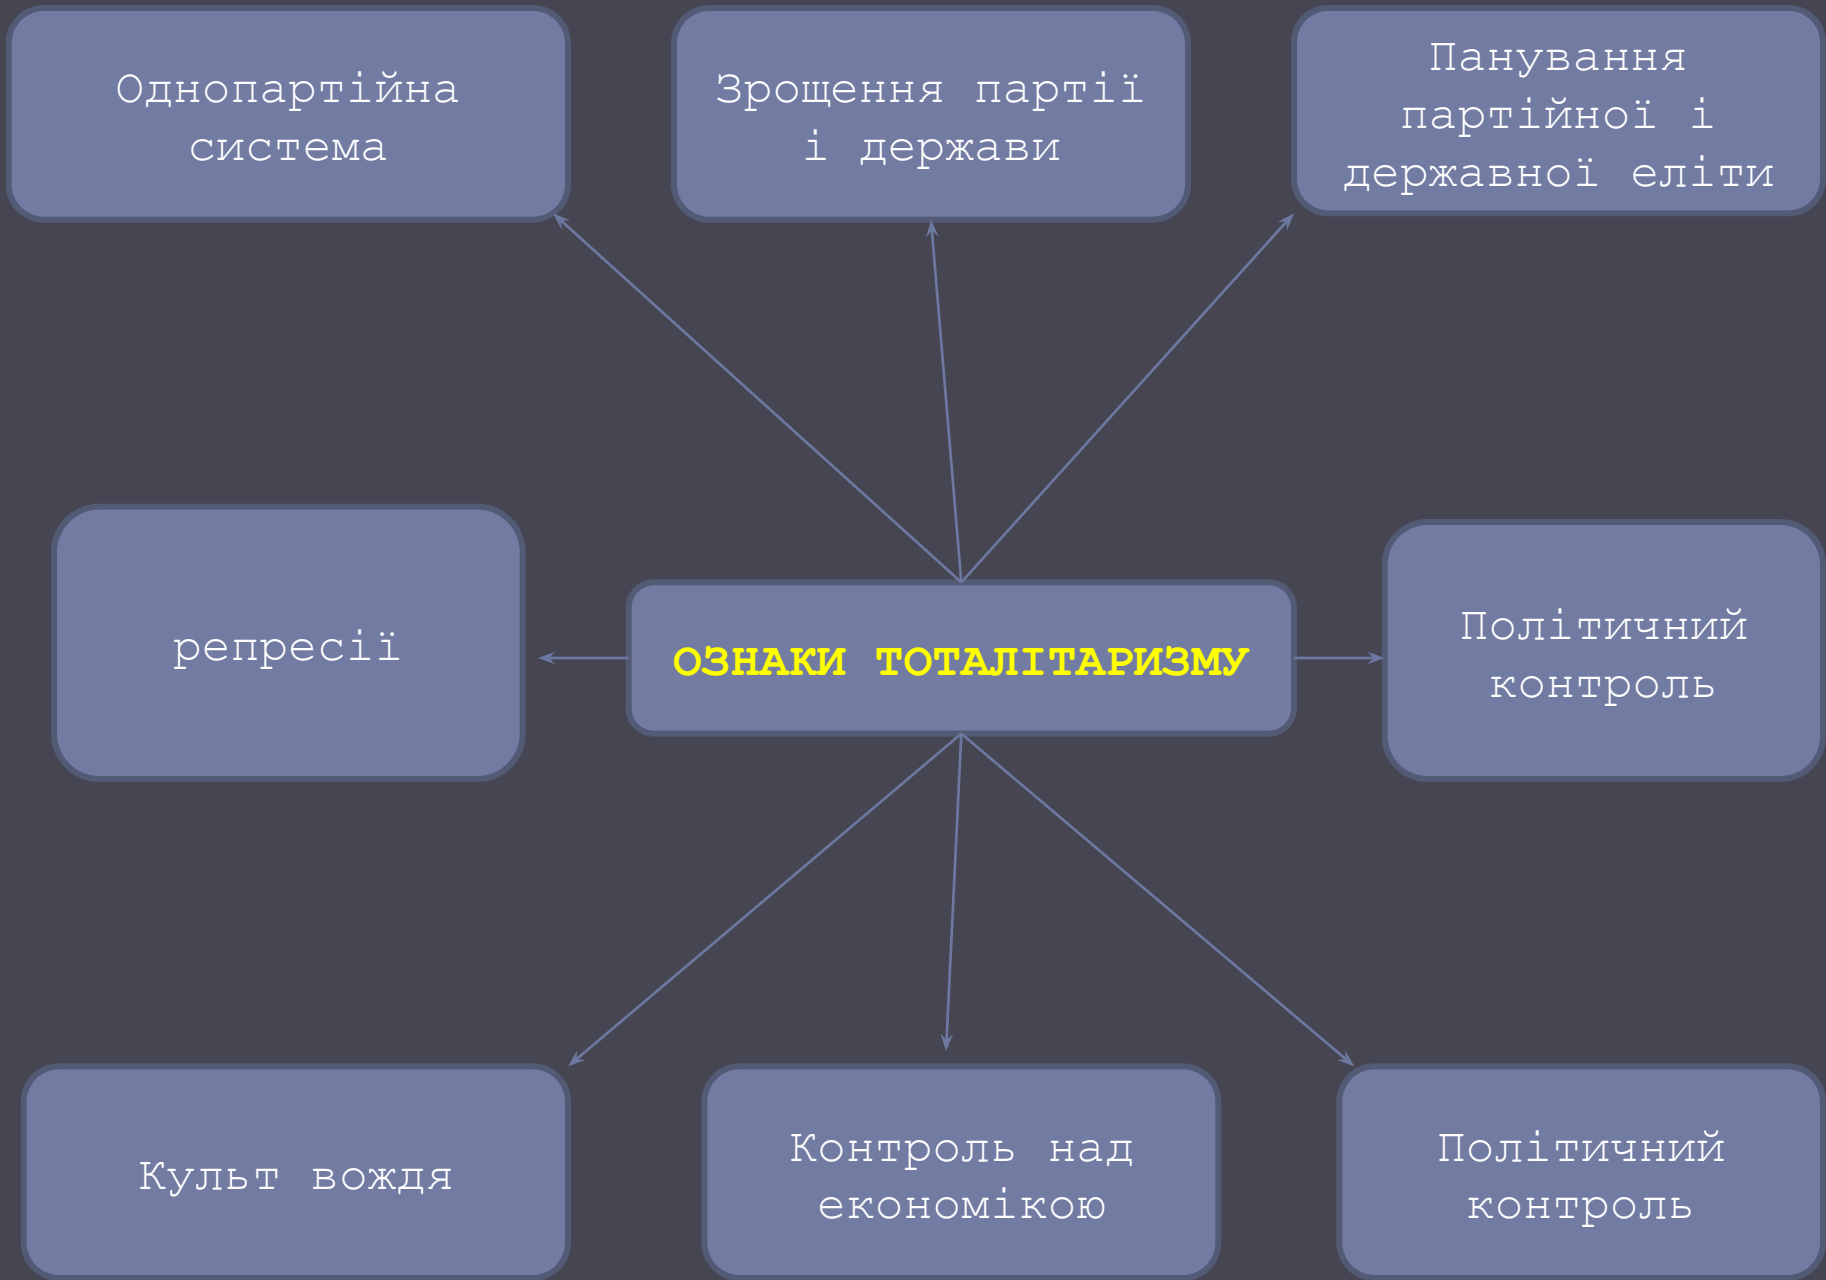 Однопартійна
система
Зрощення партії
і держави
Панування
партійної і
державної еліти
репресії
ОЗНАКИ ТОТАЛІТАРИЗМУ
Політичний
контроль
Культ вождя
Контроль над
економікою
Політичний
контроль